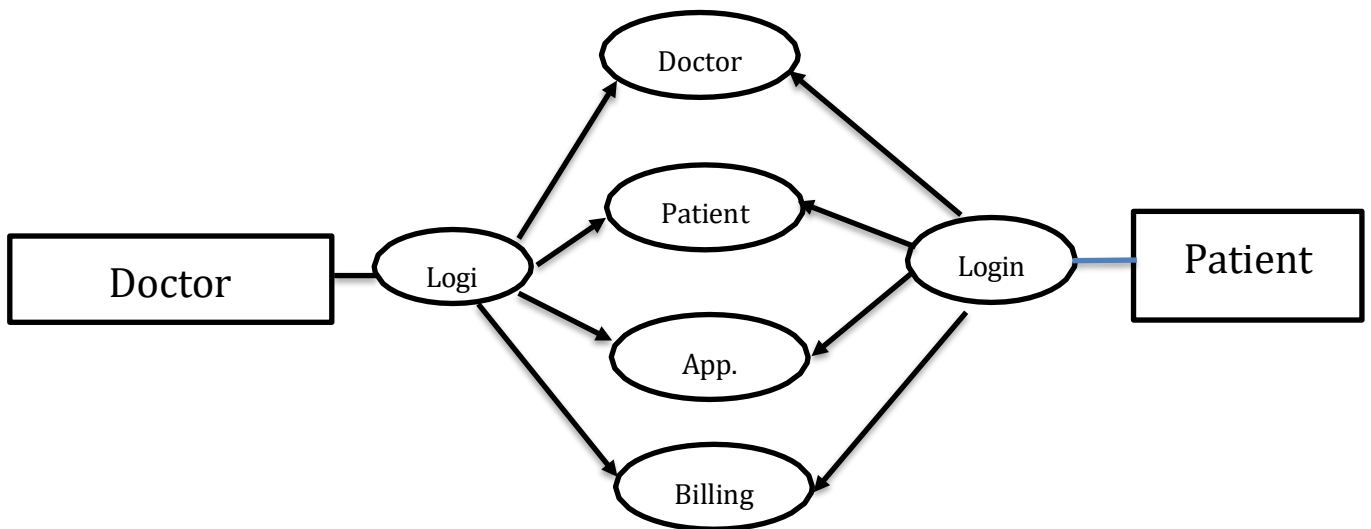 Doctor
Patient
Doctor
Logi
Login
Patient
App.
Billing